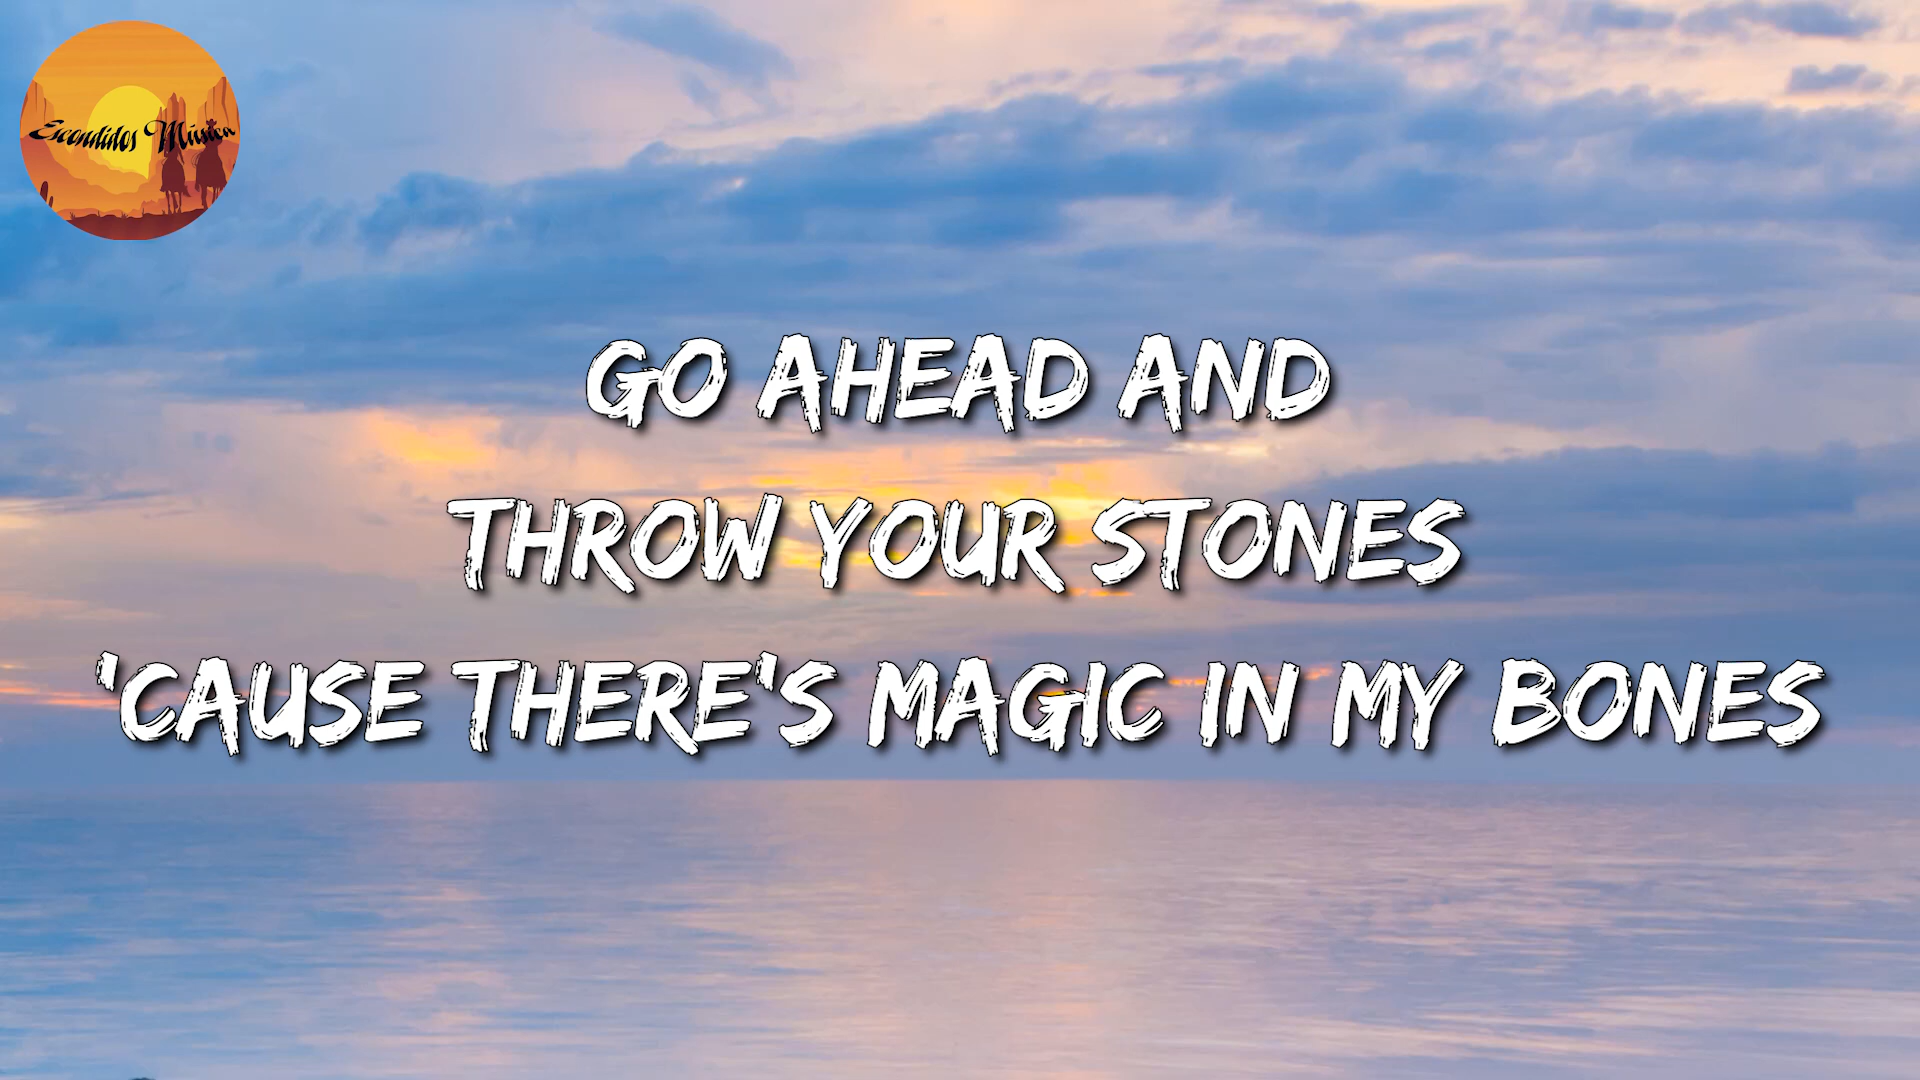 Escondidos Música
GO AHEAD AND
THROW YOUR STONES
'CAUSE THERE'S MAGIC IN MY BONES